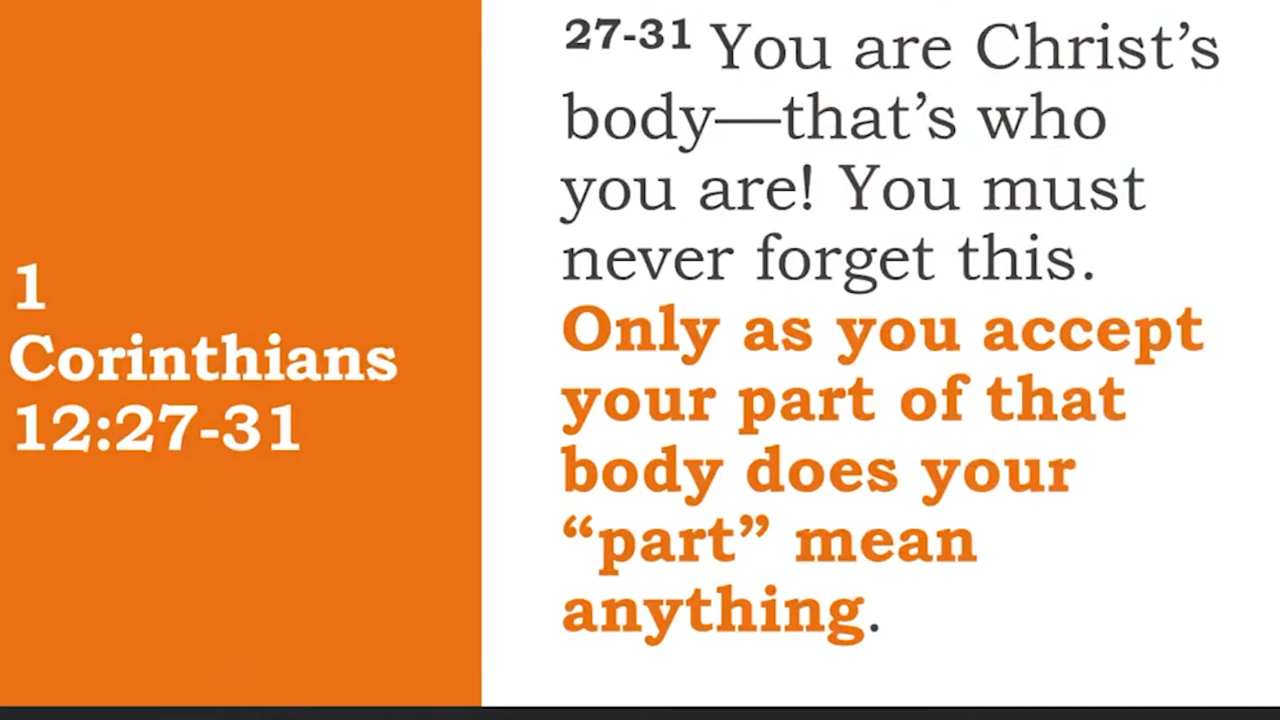 1
Corinthians
12:27-31
27-31 You are Christ’s
body—that’s who
you are! You must
never forget this.
Only as you accept
your part of that
body does your
“part” mean
anything.